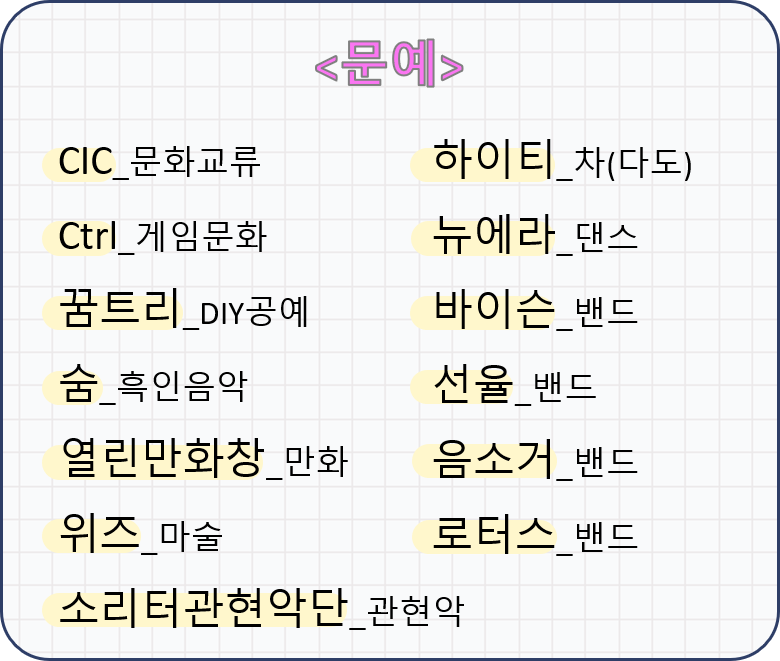 <문예>
CIC_문화교류
Ctrl_게임문화
꿈트리_DIY공예
숨_흑인음악
열린만화창_만화
위즈_마술
소리터관현악단_관현악
하이티_차(다도)
뉴에라_댄스
바이슨_밴드
선율_밴드
음소거_밴드
로터스_밴드